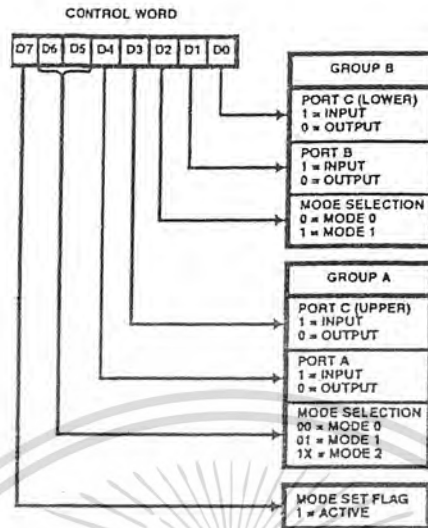 CONTROL WORD
D7 D6 D5 D4 D3 D2 D1 D0
GROUP B
PORT C (LOWER)
1 = INPUT
0 = OUTPUT
PORT B
1 = INPUT
0 = OUTPUT
MODE SELECTION
0 = MODE 0
1 = MODE 1
GROUP A
PORT C (UPPER)
1 = INPUT
0 = OUTPUT
PORT A
1 = INPUT
0 = OUTPUT
MODE SELECTION
00 = MODE 0
01 = MODE 1
1X = MODE 2
MODE SET FLAG
1 = ACTIVE